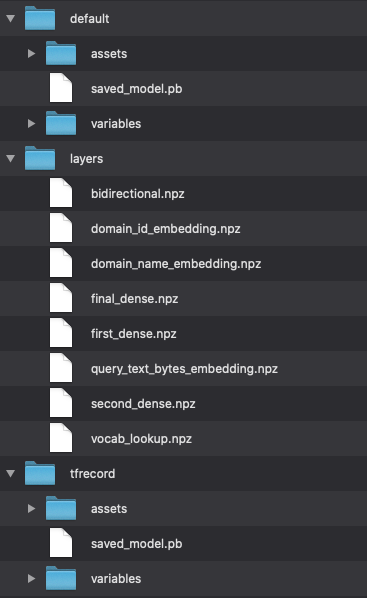 default
assets
saved_model.pb
variables
layers
bidirectional.npz
domain_id_embedding.npz
domain_name_embedding.npz
final_dense.npz
first_dense.npz
query_text_bytes_embedding.npz
second_dense.npz
vocab_lookup.npz
tfrecord
assets
saved_model.pb
variables